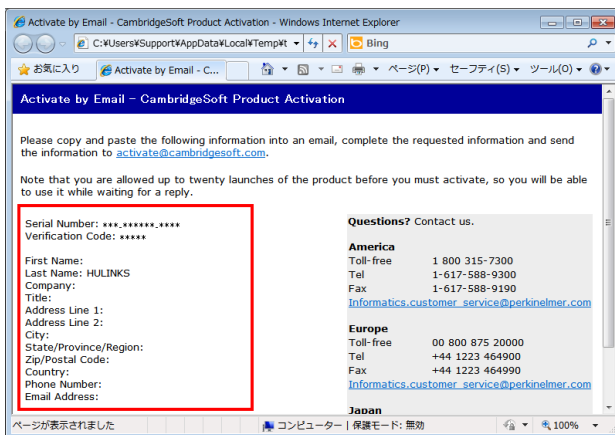 Activate by Email - CambridgeSoft Product Activation - Windows Internet Explorer
C:¥Users¥Support¥AppData¥Local¥Temp¥t
Bing
お気に入り
Activate by Email - C...
ページ(P)
セーフティ(S)
ツール(O)
Activate by Email - CambridgeSoft Product Activation
Please copy and paste the following information into an email, complete the requested information and send
the information to activate@cambridgesoft.com.
Note that you are allowed up to twenty launches of the product before you must activate, so you will be able
to use it while waiting for a reply.
Serial Number: ***-******-****
Verification Code: *****
First Name:
Last Name: HULINKS
Company:
Title:
Address Line 1:
Address Line 2:
City:
State/Province/Region:
Zip/Postal Code:
Country:
Phone Number:
Email Address:
Questions? Contact us.
America
Toll-free 1 800 315-7300
Tel 1-617-588-9300
Fax 1-617-588-9190
Informatics.customer_service@perkinelmer.com
Europe
Toll-free 00 800 875 20000
Tel +44 1223 464900
Fax +44 1223 464990
Informatics.customer_service@perkinelmer.com
Japan
ページが表示されました
コンピューター | 保護モード: 無効
100%